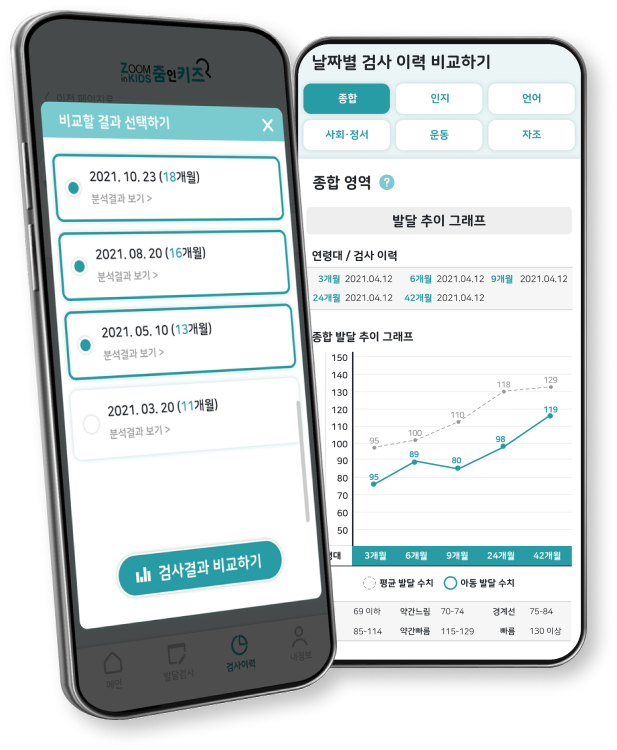 ZOOM
inKIDS 줌인키즈
이전 페이지로
비교할 결과 선택하기 X
2021. 10. 23 (18개월)
분석결과 보기 >
2021. 08. 20 (16개월)
분석결과 보기 >
2021. 05. 10 (13개월)
분석결과 보기 >
2021. 03. 20 (11개월)
분석결과 보기 >
검사결과 비교하기
메인 발달검사 검사이력 내정보
날짜별 검사 이력 비교하기
종합 인지 언어
사회·정서 운동 자조
종합 영역 ?
발달 추이 그래프
연령대 / 검사 이력
3개월 2021.04.12 6개월 2021.04.12 9개월 2021.04.12
24개월 2021.04.12 42개월 2021.04.12
종합 발달 추이 그래프
150
140
130
120
110
100
90
80
70
60
50
95 100 110 118 129
95 89 80 98 119
3개월 6개월 9개월 24개월 42개월
평균 발달 수치 아동 발달 수치
69 이하 약간느림 70-74 경계선 75-84
85-114 약간빠름 115-129 빠름 130 이상